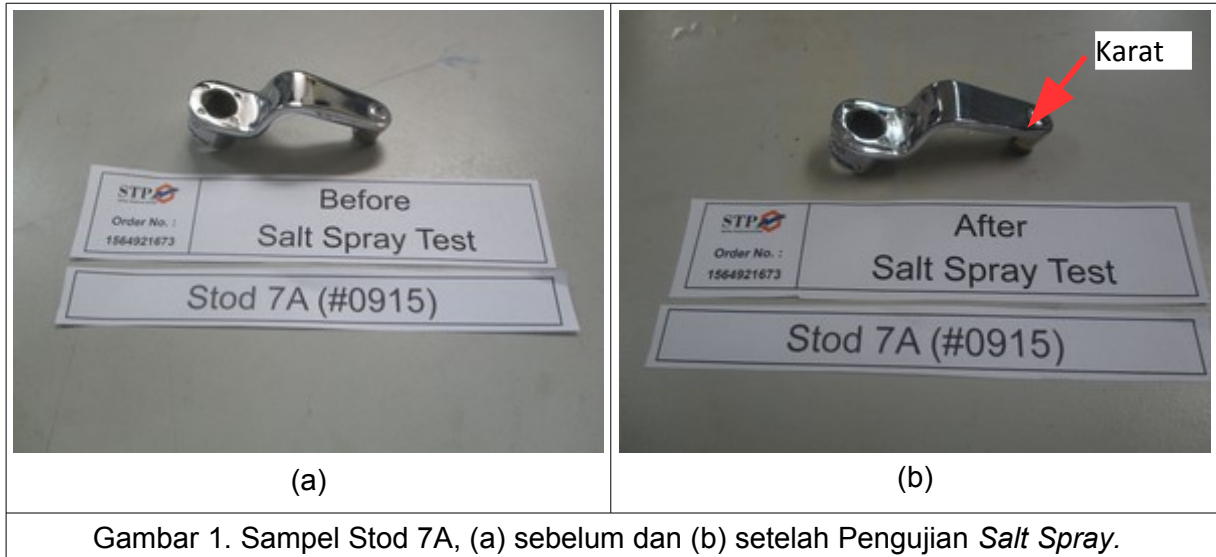 STP
Order No. :
1564921673
Before
Salt Spray Test
Stod 7A (#0915)
(a)
Karat
STP
Order No. :
1564921673
After
Salt Spray Test
Stod 7A (#0915)
(b)
Gambar 1. Sampel Stod 7A, (a) sebelum dan (b) setelah Pengujian Salt Spray.